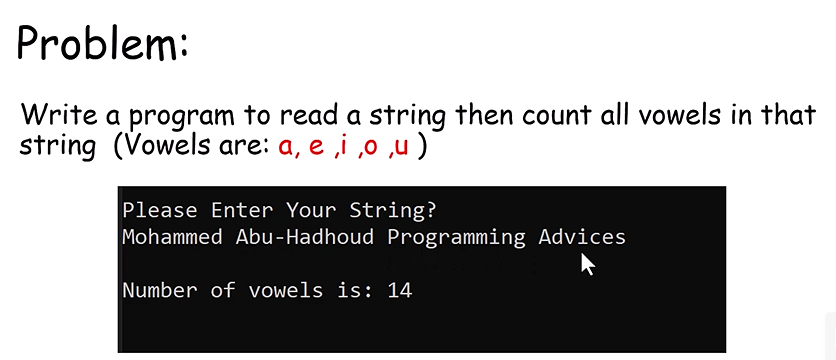 Problem:
Write a program to read a string then count all vowels in that
string (Vowels are: a, e ,i ,o ,u )
Please Enter Your String?
Mohammed Abu-Hadhoud Programming Advices
Number of vowels is: 14